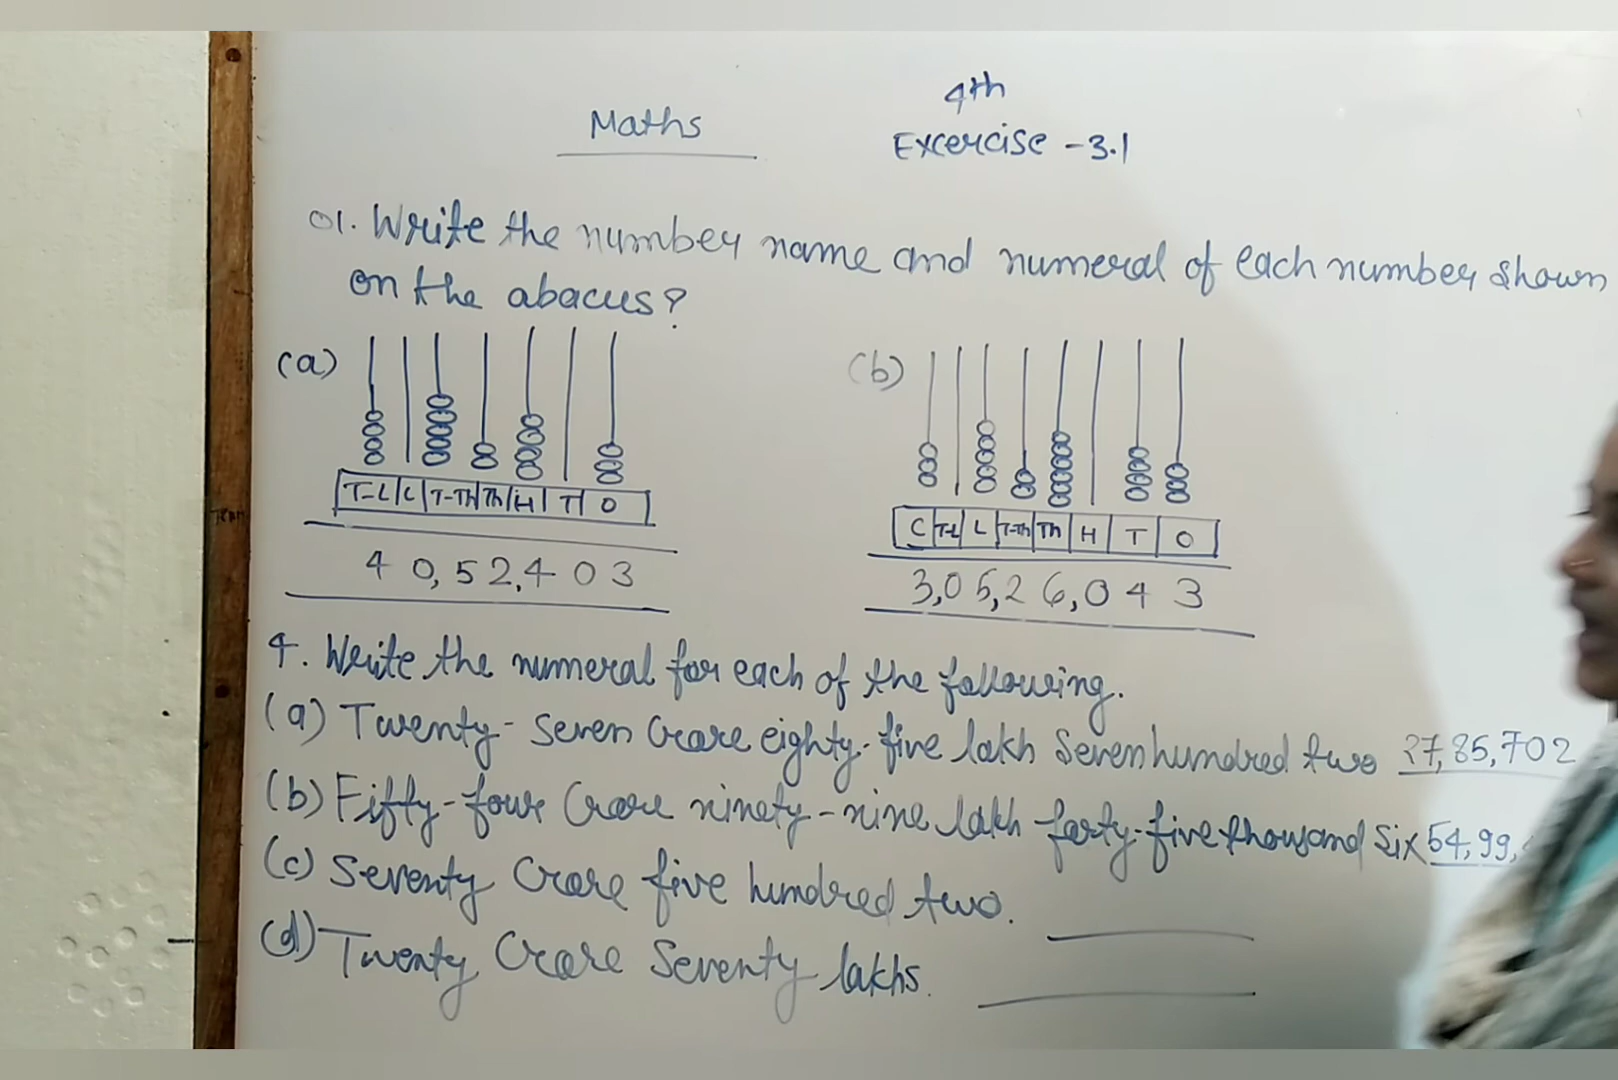 Maths
4th
Excercise - 3.1
01. Write the number name and numeral of each number shown
on the abacus?
(a)
T-L C T-Th Th H T O
4 0,5 2,4 0 3
(b)
C T-L L T-Th Th H T O
3,0 5,2 6,0 4 3
4. Write the numeral for each of the following.
(a) Twenty-seven Crore eighty-five lakh Seven hundred two 27,85,702
(b) Fifty-four Crore ninety-nine lakh forty-five thousand Six 54,99,
(c) Seventy Crore five hundred two.
(d) Twenty Crore Seventy lakhs.